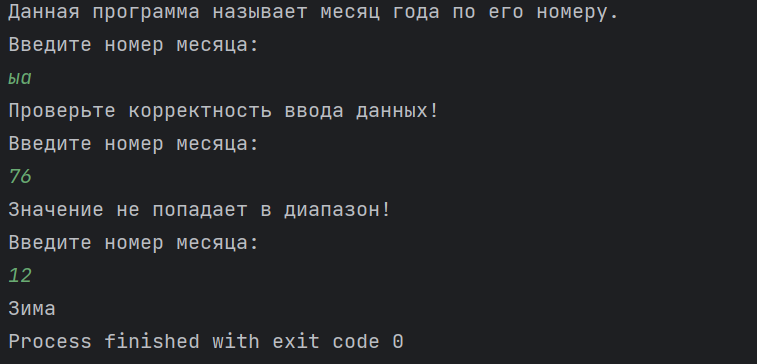 Данная программа называет месяц года по его номеру.
Введите номер месяца:
ыа
Проверьте корректность ввода данных!
Введите номер месяца:
76
Значение не попадает в диапазон!
Введите номер месяца:
12
Зима
Process finished with exit code 0